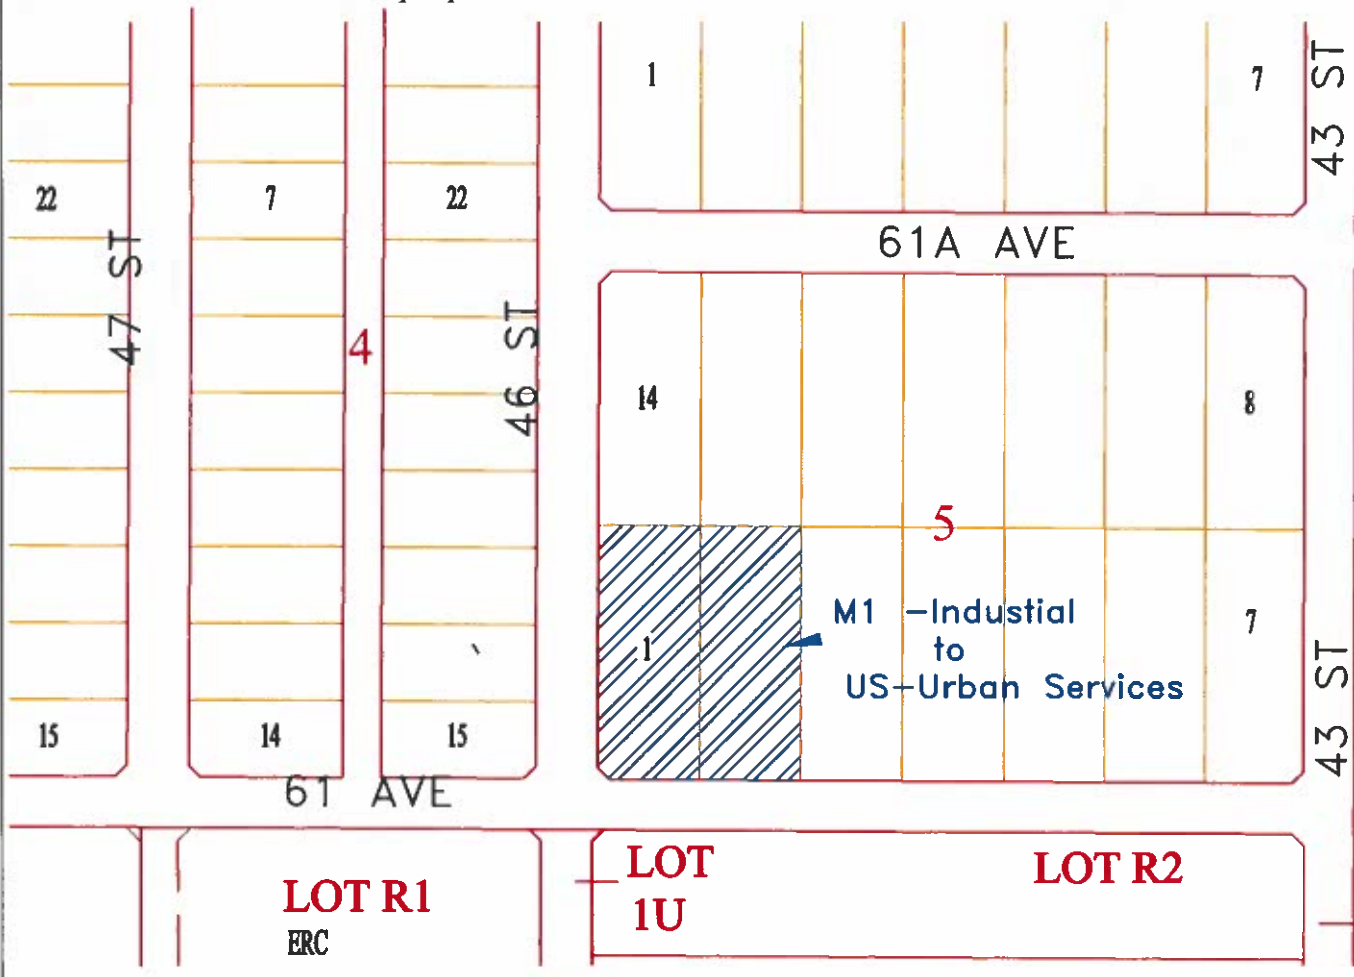 1
7
43 ST
22
7
22
61A AVE
47 ST
46 ST
4
14
8
5
M1 -Industial
to
US-Urban Services
1
7
43 ST
15
14
15
61 AVE
LOT
1U
LOT R2
LOT R1
ERC